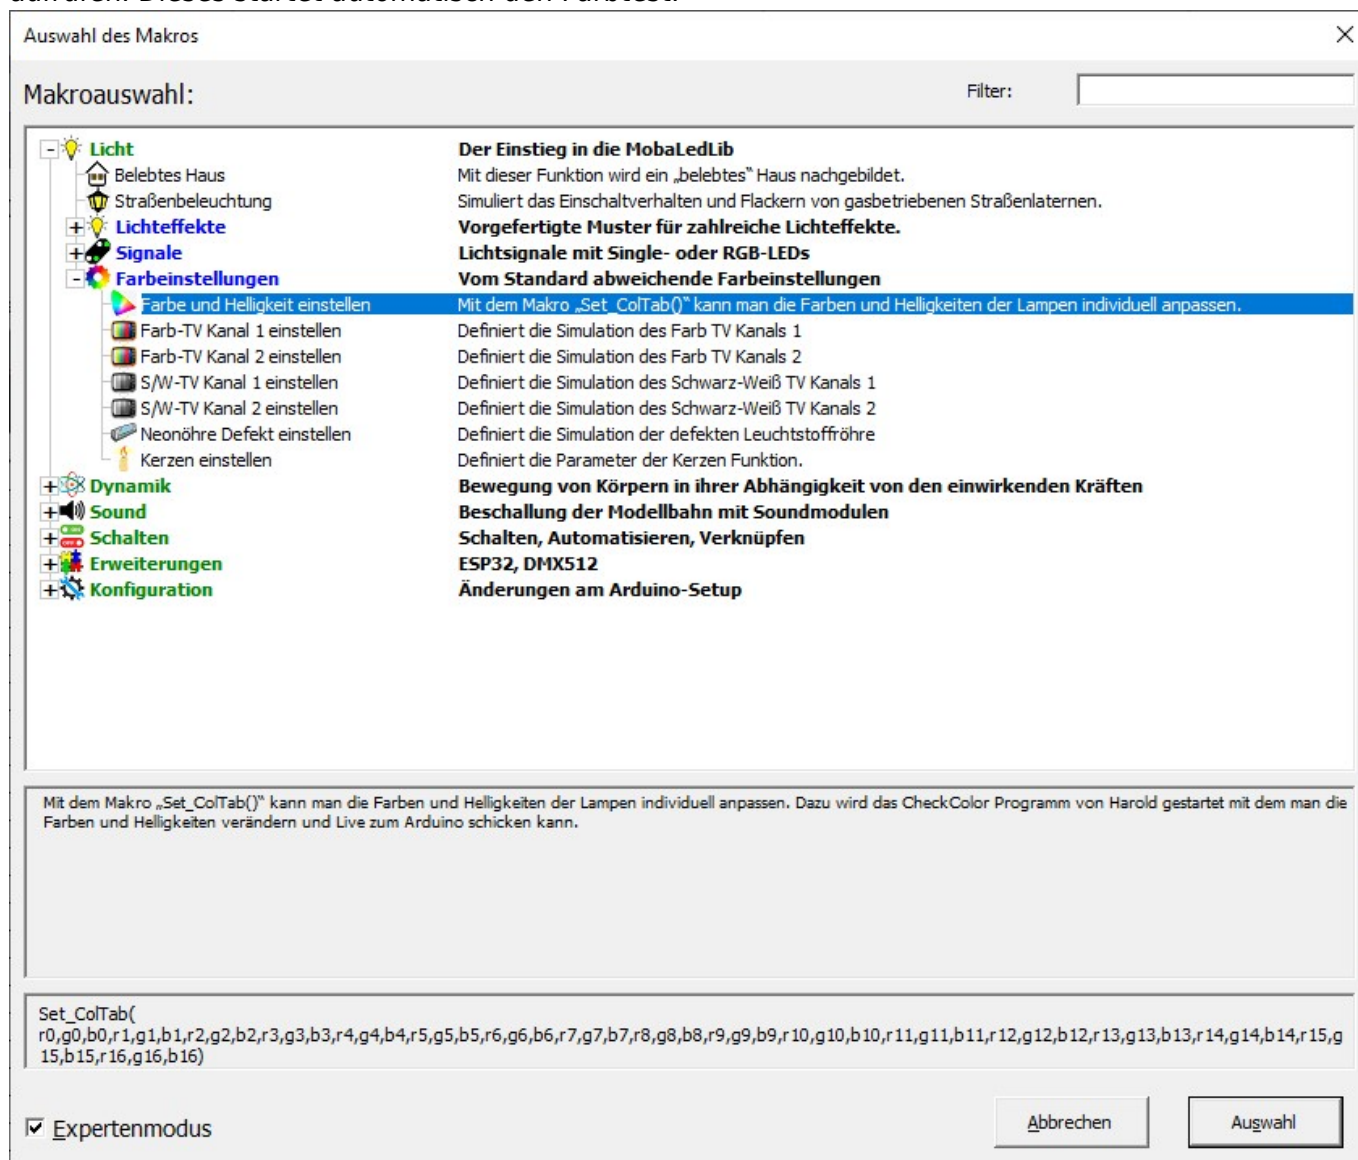 aufrufen. Dieses startet automatisch den Farbtest.
Auswahl des Makros
Makroauswahl:
Filter:
Licht Der Einstieg in die MobaLedLib
Belebtes Haus Mit dieser Funktion wird ein „belebtes“ Haus nachgebildet.
Straßenbeleuchtung Simuliert das Einschaltverhalten und Flackern von gasbetriebenen Straßenlaternen.
Lichteffekte Vorgefertigte Muster für zahlreiche Lichteffekte.
Signale Lichtsignale mit Single- oder RGB-LEDs
Farbeinstellungen Vom Standard abweichende Farbeinstellungen
Farbe und Helligkeit einstellen Mit dem Makro „Set_ColTab()“ kann man die Farben und Helligkeiten der Lampen individuell anpassen.
Farb-TV Kanal 1 einstellen Definiert die Simulation des Farb TV Kanals 1
Farb-TV Kanal 2 einstellen Definiert die Simulation des Farb TV Kanals 2
S/W-TV Kanal 1 einstellen Definiert die Simulation des Schwarz-Weiß TV Kanals 1
S/W-TV Kanal 2 einstellen Definiert die Simulation des Schwarz-Weiß TV Kanals 2
Neonöhre Defekt einstellen Definiert die Simulation der defekten Leuchtstoffröhre
Kerzen einstellen Definiert die Parameter der Kerzen Funktion.
Dynamik Bewegung von Körpern in ihrer Abhängigkeit von den einwirkenden Kräften
Sound Beschallung der Modellbahn mit Soundmodulen
Schalten Schalten, Automatisieren, Verknüpfen
Erweiterungen ESP32, DMX512
Konfiguration Änderungen am Arduino-Setup
Mit dem Makro „Set_ColTab()“ kann man die Farben und Helligkeiten der Lampen individuell anpassen. Dazu wird das CheckColor Programm von Harold gestartet mit dem man die
Farben und Helligkeiten verändern und Live zum Arduino schicken kann.
Set_ColTab(
r0,g0,b0,r1,g1,b1,r2,g2,b2,r3,g3,b3,r4,g4,b4,r5,g5,b5,r6,g6,b6,r7,g7,b7,r8,g8,b8,r9,g9,b9,r10,g10,b10,r11,g11,b11,r12,g12,b12,r13,g13,b13,r14,g14,b14,r15,g
15,b15,r16,g16,b16)
Expertenmodus
Abbrechen
Auswahl